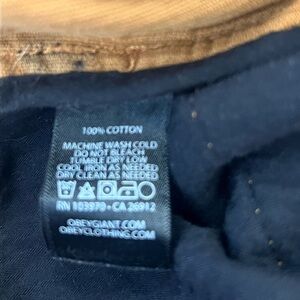 100% COTTON
MACHINE WASH COLD
DO NOT BLEACH
TUMBLE DRY LOW
COOL IRON AS NEEDED
DRY CLEAN AS NEEDED
RN 103970 • CA 26912
OBEYGIANT.COM
OBEYCLOTHING.COM